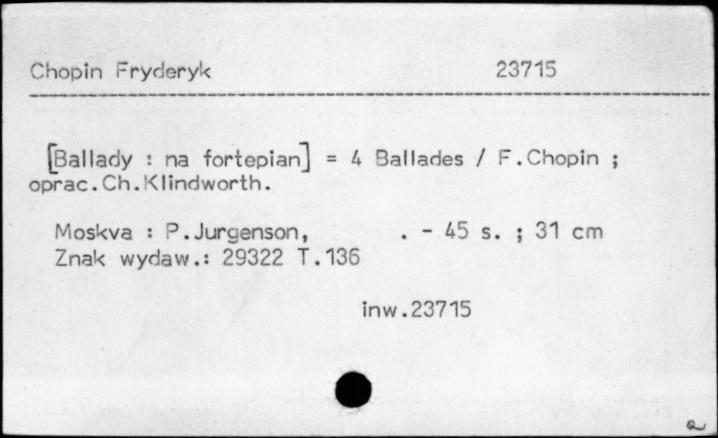 Chopin Fryderyk 23715
[Ballady : na fortepian] = 4 Ballades / F.Chopin ;
oprac.Ch.Klindworth.
Moskva : P.Jurgenson, . - 45 s. ; 31 cm
Znak wydaw.: 29322 T.136
inw.23715